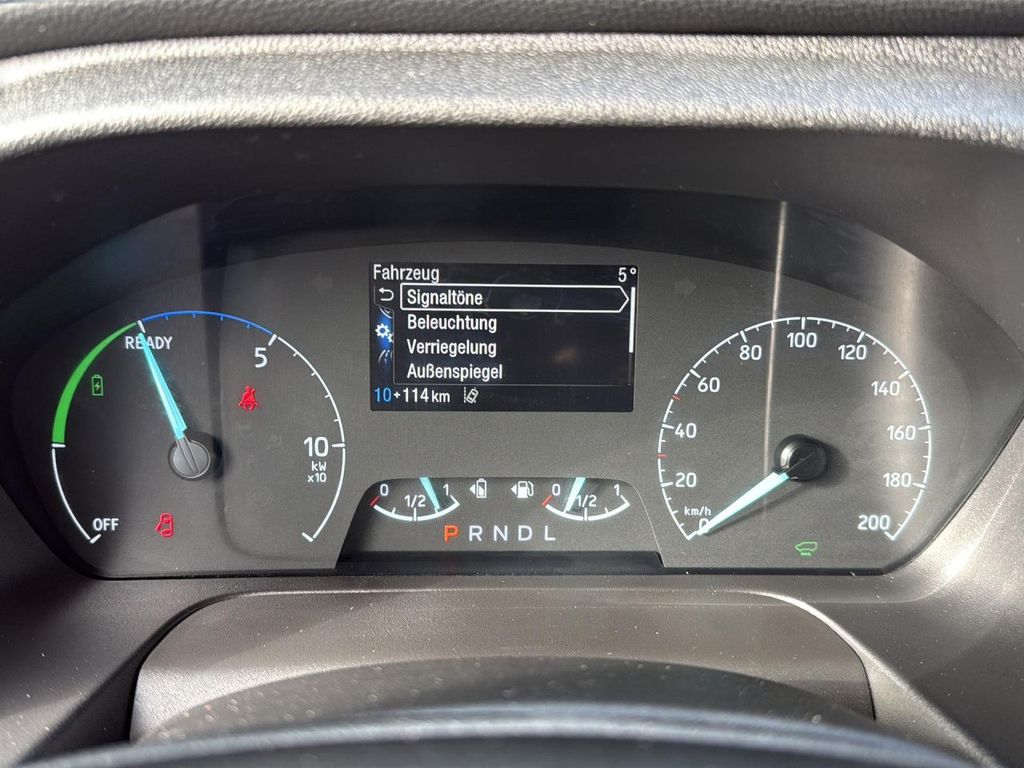 Fahrzeug 5°
Signaltöne
Beleuchtung
Verriegelung
Außenspiegel
10+114 km
READY
5
10
kW
x10
OFF
0 1/2 1
0 1/2 1
P R N D L
0
20
40
60
80
100
120
140
160
180
200
km/h